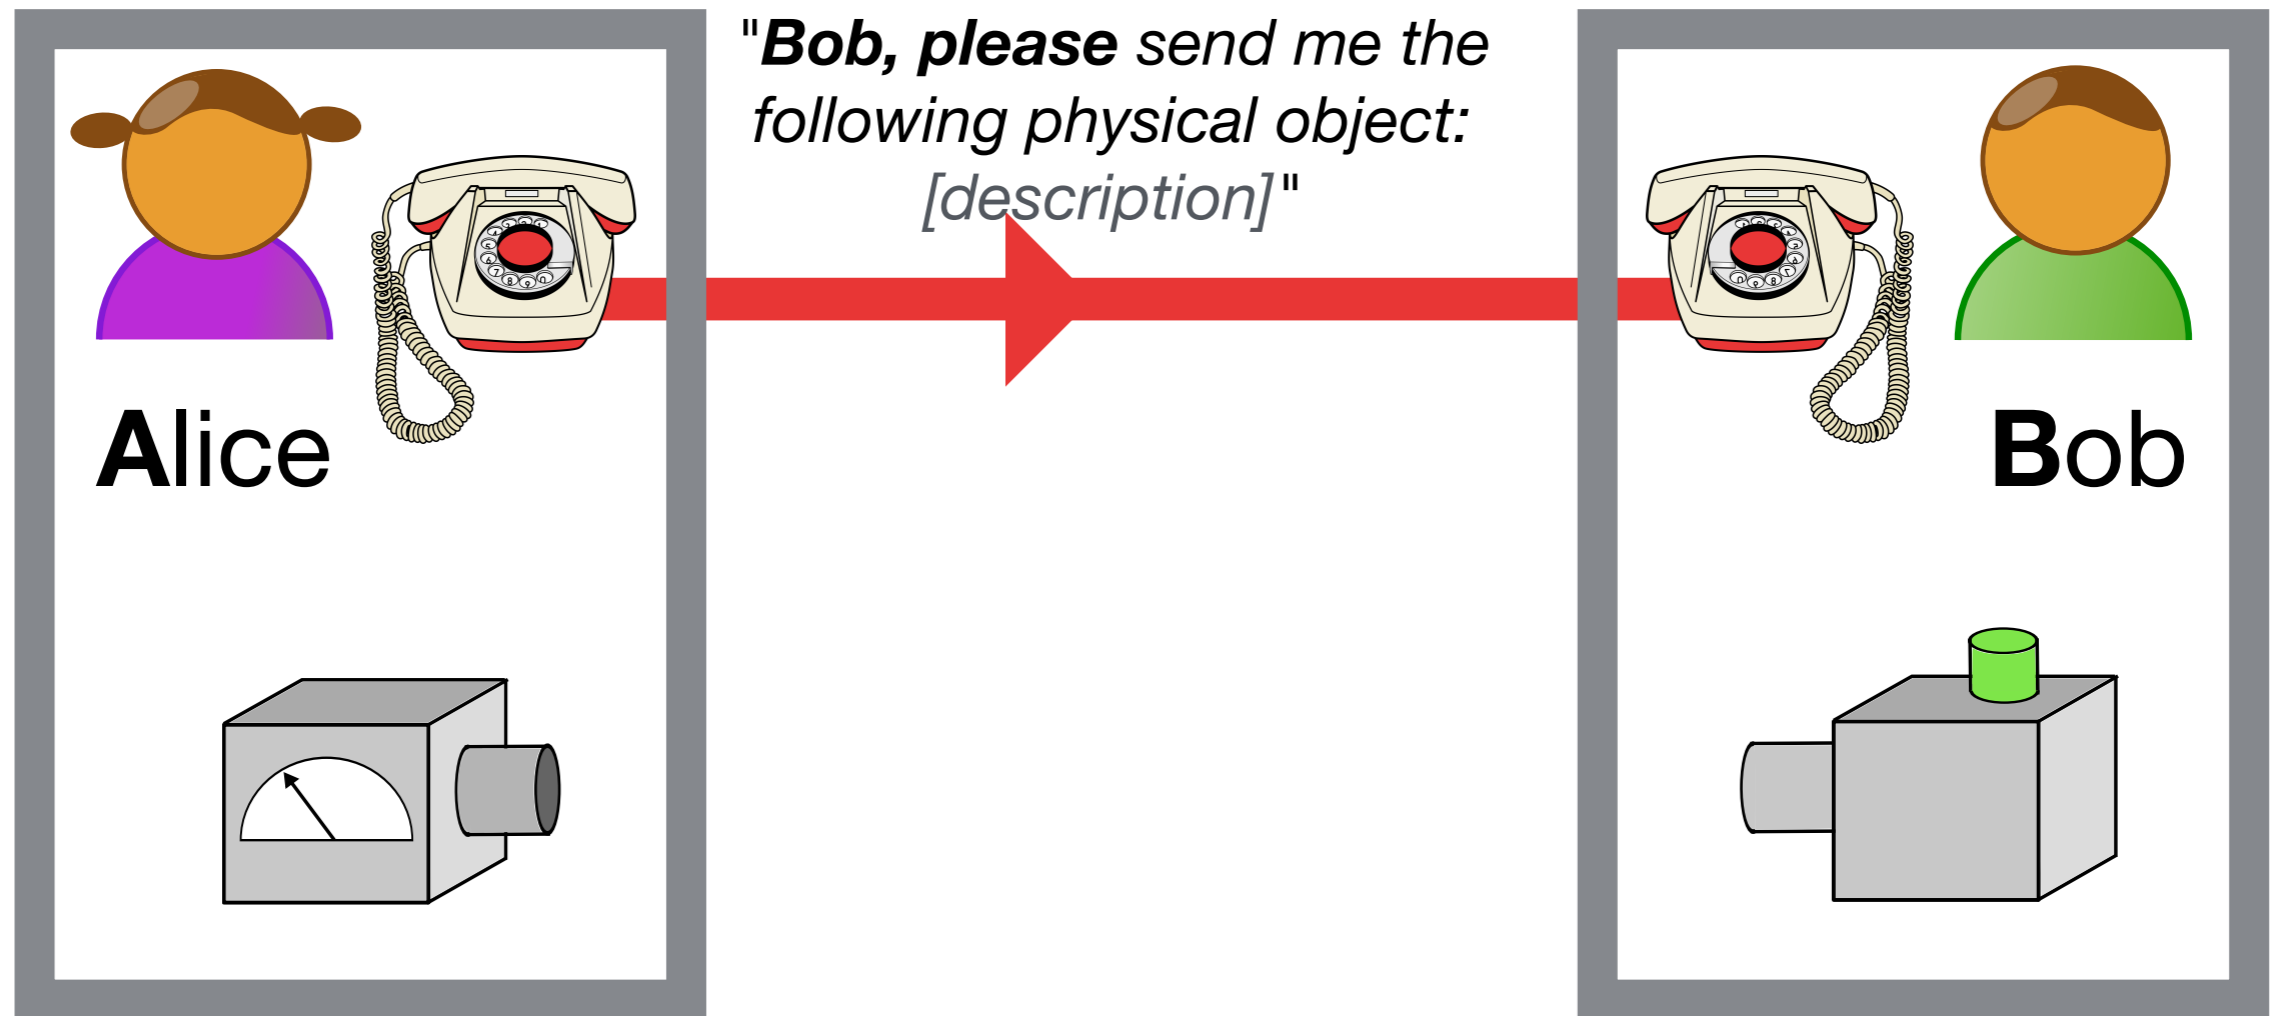 "Bob, please send me the
following physical object:
[description]"
Alice
Bob